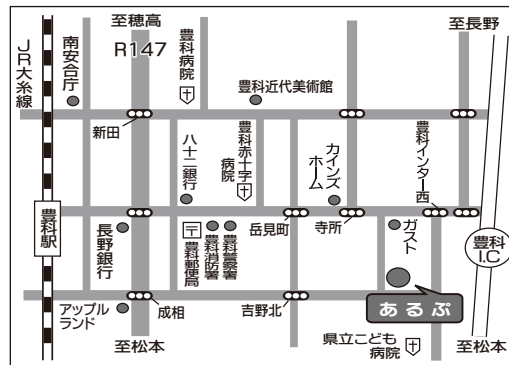 至穂高
至長野
JR大糸線
南安合庁
R147
豊科病院
豊科近代美術館
新田
八十二銀行
豊科赤十字
病院
カインズ
ホーム
豊科インター西
豊科駅
長野銀行
〒
豊科郵便局
豊科消防署
豊科警察署
岳見町
寺所
ガスト
豊科
I.C
アップル
ランド
成相
吉野北
あるぷ
県立こども
病院
至松本
至松本